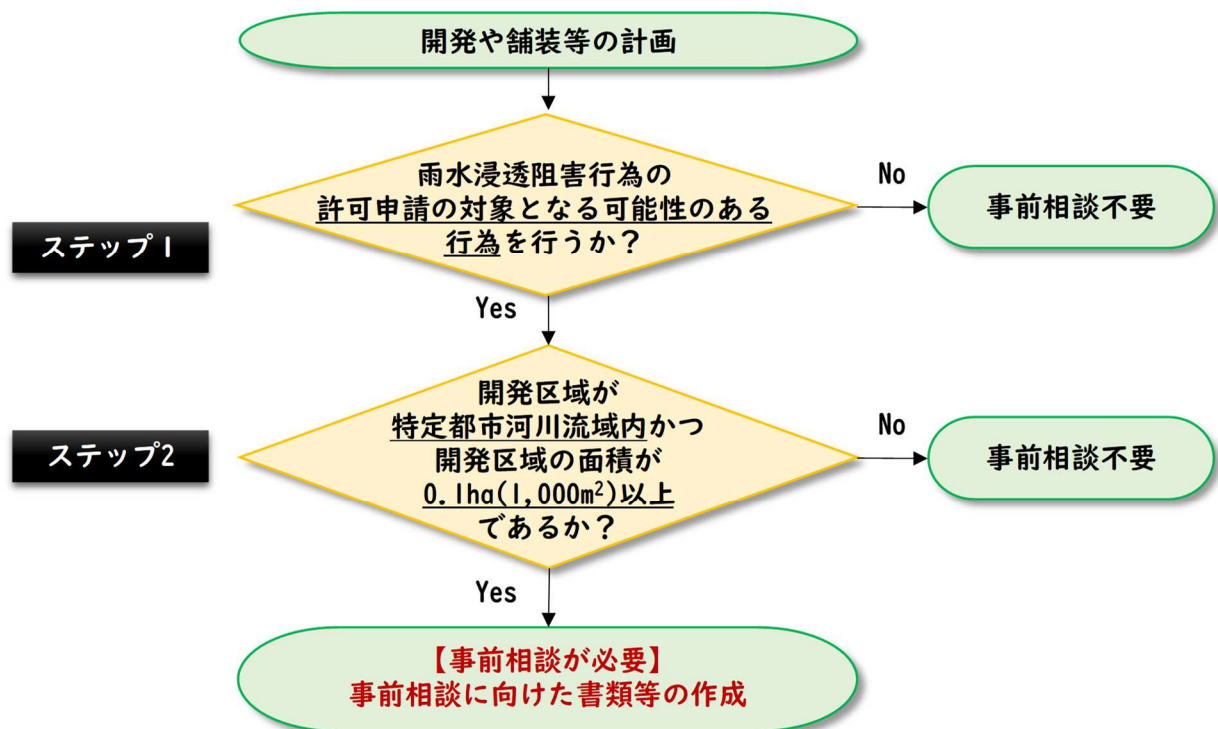 開発や舗装等の計画
雨水浸透阻害行為の
許可申請の対象となる可能性のある
行為を行うか？
No
事前相談不要
ステップ1
Yes
開発区域が
特定都市河川流域内かつ
開発区域の面積が
0.1ha(1,000m²)以上
であるか？
No
事前相談不要
ステップ2
Yes
【事前相談が必要】
事前相談に向けた書類等の作成